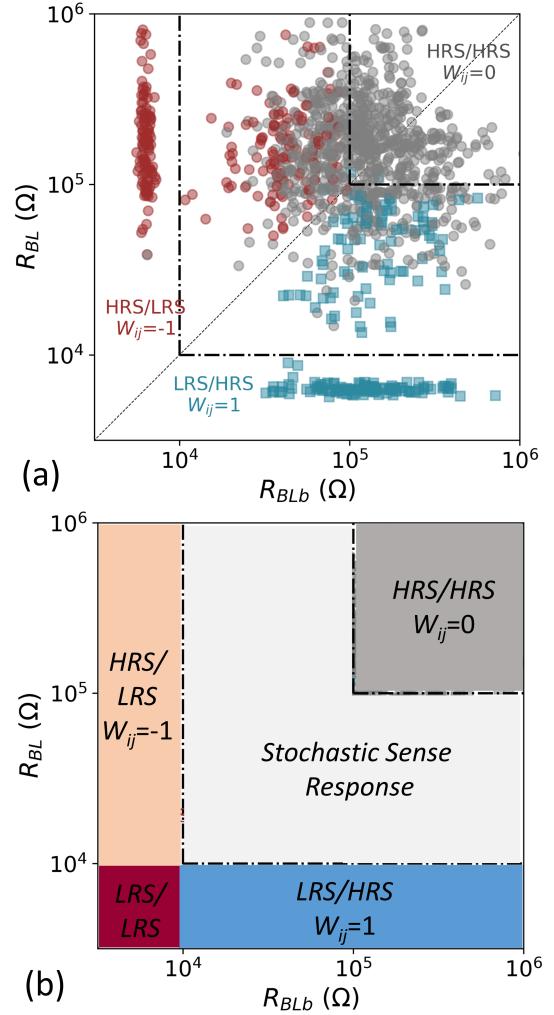 10⁶
HRS/HRS
W_ij=0
10⁵
R_BL (Ω)
HRS/LRS
W_ij=-1
10⁴
LRS/HRS
W_ij=1
10⁴
10⁵
10⁶
(a)
R_BLb (Ω)
10⁶
HRS/HRS
W_ij=0
HRS/
LRS
W_ij=-1
10⁵
R_BL (Ω)
Stochastic Sense
Response
10⁴
LRS/
LRS
LRS/HRS
W_ij=1
10⁴
10⁵
10⁶
(b)
R_BLb (Ω)